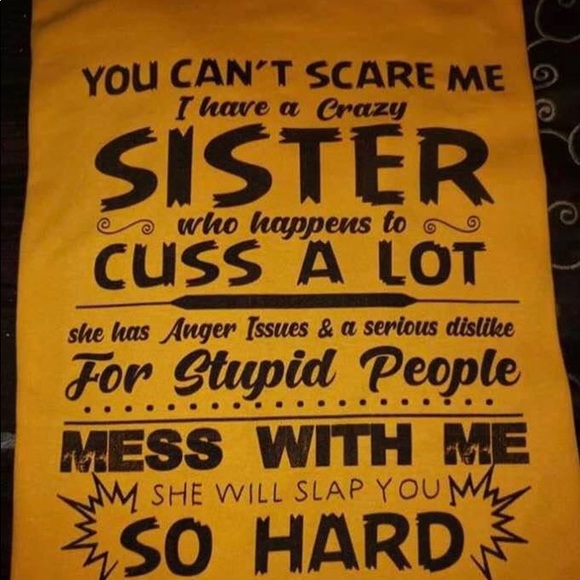 YOU CAN'T SCARE ME
I have a Crazy
SISTER
who happens to
CUSS A LOT
she has Anger Issues & a serious dislike
For Stupid People
MESS WITH ME
SHE WILL SLAP YOU
SO HARD